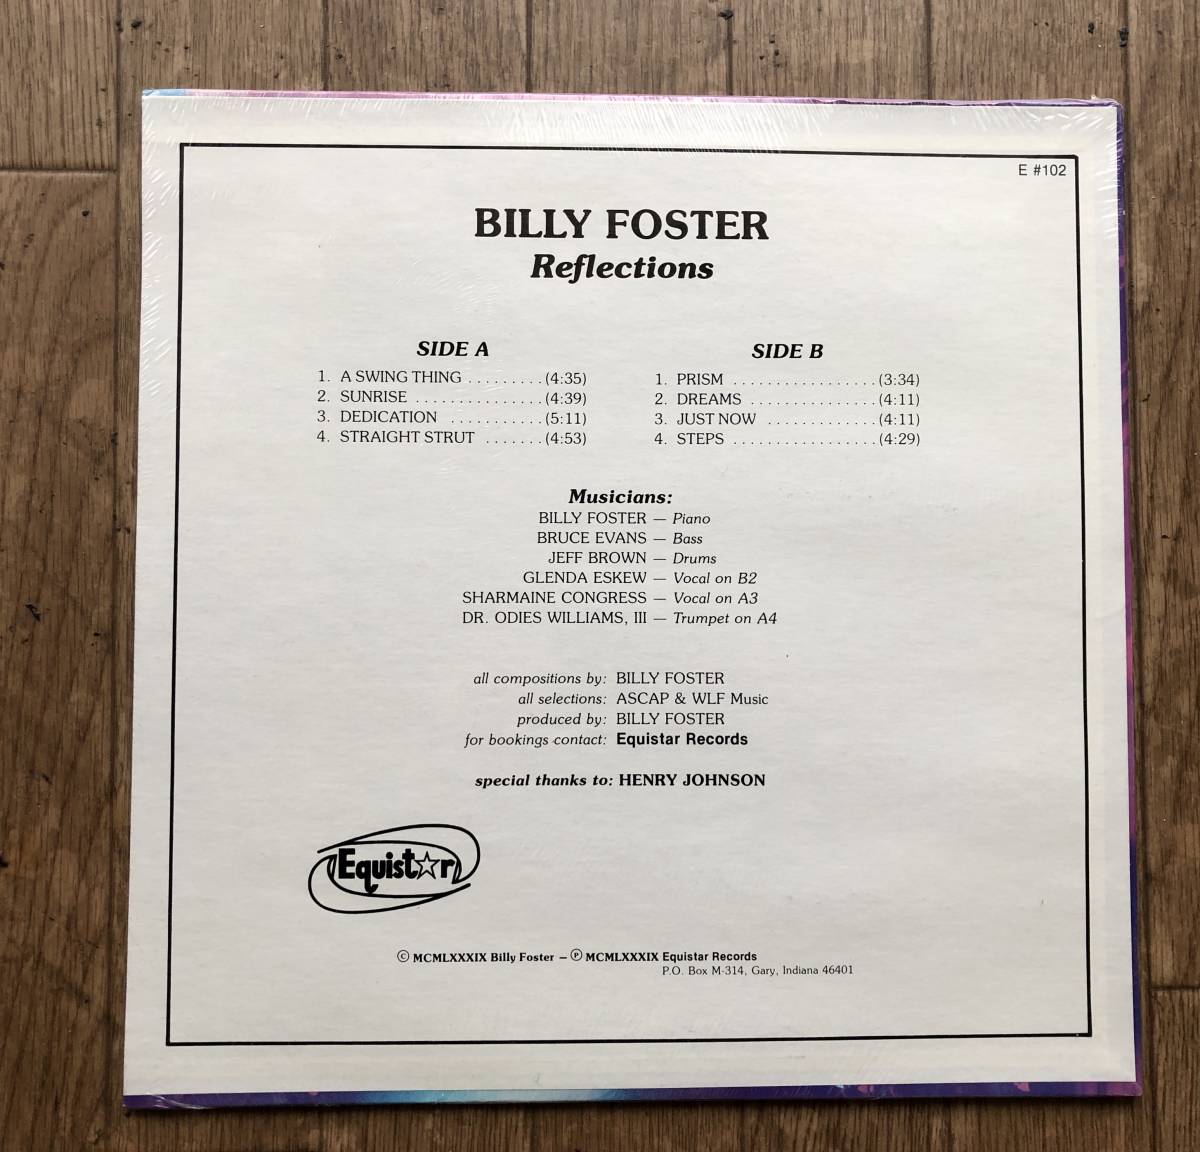 E #102
BILLY FOSTER
Reflections
SIDE A
1. A SWING THING ......... (4:35)
2. SUNRISE ............... (4:39)
3. DEDICATION ........... (5:11)
4. STRAIGHT STRUT ....... (4:53)
SIDE B
1. PRISM ................. (3:34)
2. DREAMS ............... (4:11)
3. JUST NOW ............. (4:11)
4. STEPS ................. (4:29)
Musicians:
BILLY FOSTER — Piano
BRUCE EVANS — Bass
JEFF BROWN — Drums
GLENDA ESKEW — Vocal on B2
SHARMAINE CONGRESS — Vocal on A3
DR. ODIES WILLIAMS, III — Trumpet on A4
all compositions by: BILLY FOSTER
all selections: ASCAP & WLF Music
produced by: BILLY FOSTER
for bookings contact: Equistar Records
special thanks to: HENRY JOHNSON
Equist☆r
© MCMLXXXIX Billy Foster – ℗ MCMLXXXIX Equistar Records
P.O. Box M-314, Gary, Indiana 46401